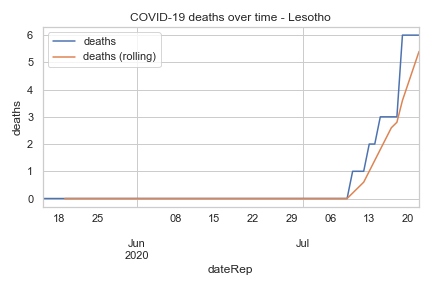 COVID-19 deaths over time - Lesotho
deaths
deaths (rolling)
6
5
4
3
2
1
0
deaths
18 25 08 15 22 29 06 13 20
Jun Jul
2020
dateRep